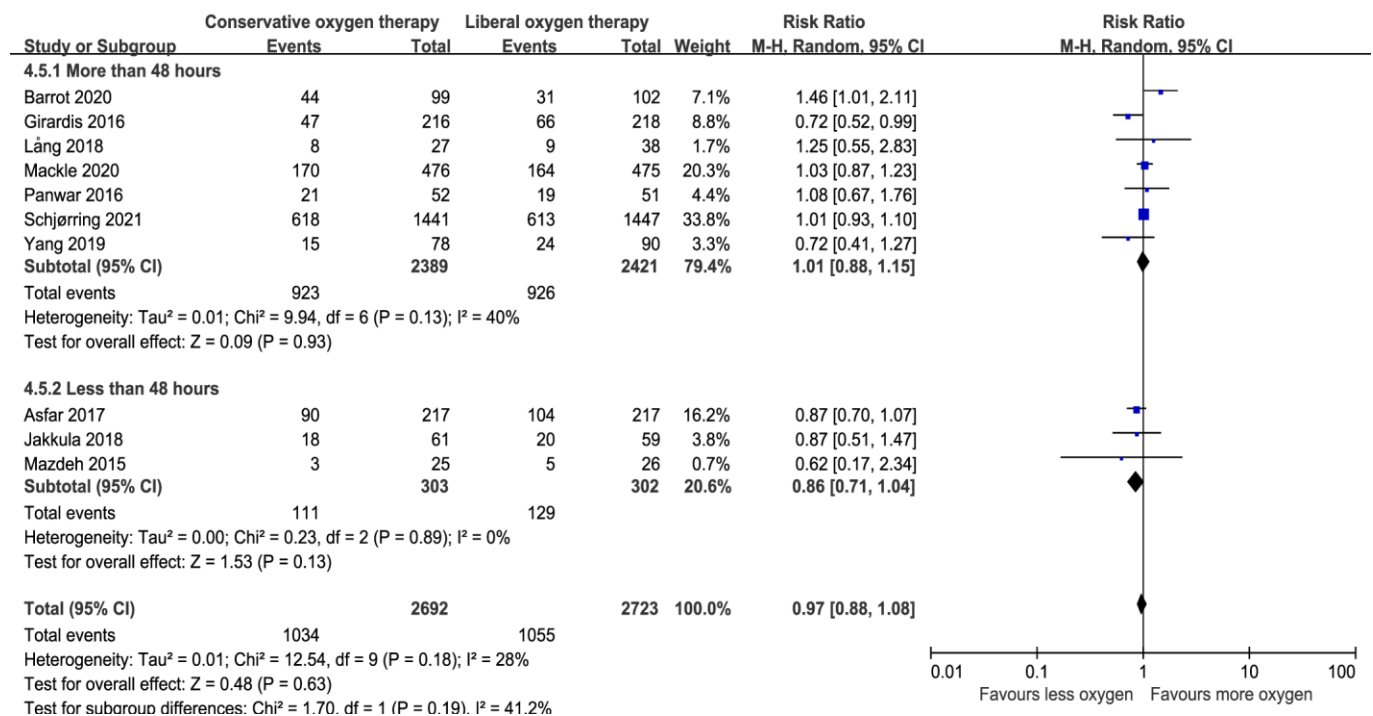 Conservative oxygen therapy Liberal oxygen therapy Risk Ratio Risk Ratio
Study or Subgroup Events Total Events Total Weight M-H, Random, 95% CI M-H, Random, 95% CI
4.5.1 More than 48 hours
Barrot 2020 44 99 31 102 7.1% 1.46 [1.01, 2.11]
Girardis 2016 47 216 66 218 8.8% 0.72 [0.52, 0.99]
Lång 2018 8 27 9 38 1.7% 1.25 [0.55, 2.83]
Mackle 2020 170 476 164 475 20.3% 1.03 [0.87, 1.23]
Panwar 2016 21 52 19 51 4.4% 1.08 [0.67, 1.76]
Schjørring 2021 618 1441 613 1447 33.8% 1.01 [0.93, 1.10]
Yang 2019 15 78 24 90 3.3% 0.72 [0.41, 1.27]
Subtotal (95% CI) 2389 2421 79.4% 1.01 [0.88, 1.15]
Total events 923 926
Heterogeneity: Tau² = 0.01; Chi² = 9.94, df = 6 (P = 0.13); I² = 40%
Test for overall effect: Z = 0.09 (P = 0.93)
4.5.2 Less than 48 hours
Asfar 2017 90 217 104 217 16.2% 0.87 [0.70, 1.07]
Jakkula 2018 18 61 20 59 3.8% 0.87 [0.51, 1.47]
Mazdeh 2015 3 25 5 26 0.7% 0.62 [0.17, 2.34]
Subtotal (95% CI) 303 302 20.6% 0.86 [0.71, 1.04]
Total events 111 129
Heterogeneity: Tau² = 0.00; Chi² = 0.23, df = 2 (P = 0.89); I² = 0%
Test for overall effect: Z = 1.53 (P = 0.13)
Total (95% CI) 2692 2723 100.0% 0.97 [0.88, 1.08]
Total events 1034 1055
Heterogeneity: Tau² = 0.01; Chi² = 12.54, df = 9 (P = 0.18); I² = 28%
Test for overall effect: Z = 0.48 (P = 0.63)
Test for subgroup differences: Chi² = 1.70, df = 1 (P = 0.19), I² = 41.2%
0.01 0.1 1 10 100
Favours less oxygen Favours more oxygen